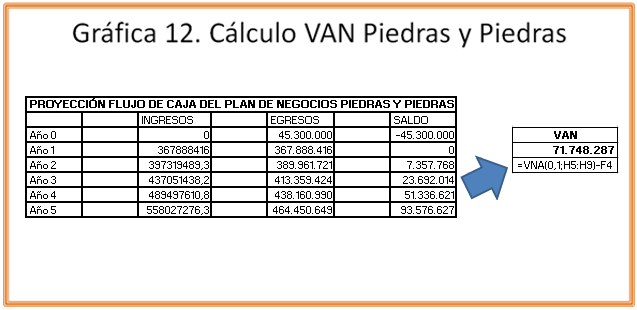 Gráfica 12. Cálculo VAN Piedras y Piedras
PROYECCIÓN FLUJO DE CAJA DEL PLAN DE NEGOCIOS PIEDRAS Y PIEDRAS
INGRESOS EGRESOS SALDO
Año 0 0 45.300.000 -45.300.000
Año 1 367888416 367.888.416 0
Año 2 397319489,3 389.961.721 7.357.768
Año 3 437051438,2 413.359.424 23.692.014
Año 4 489497610,8 438.160.990 51.336.621
Año 5 558027276,3 464.450.649 93.576.627
VAN
71.748.287
=VNA(0,1;H5:H9)-F4